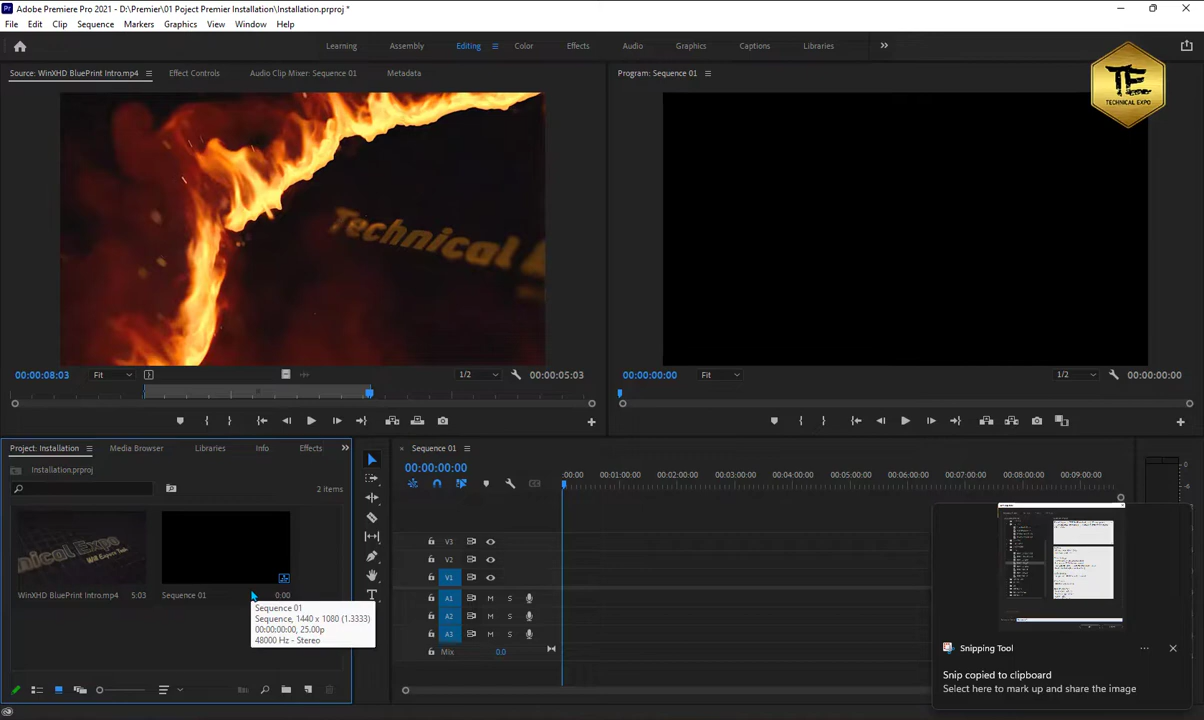 Adobe Premiere Pro 2021 - D:\Premier\01 Poject Premier Installation\Installation.prproj *
File Edit Clip Sequence Markers Graphics View Window Help
Learning Assembly Editing Color Effects Audio Graphics Captions Libraries
Source: WinXHD BluePrint Intro.mp4 Effect Controls Audio Clip Mixer: Sequence 01 Metadata
Program: Sequence 01
TE
TECHNICAL EXPO
Technical
00:00:08:03 Fit 1/2 00:00:05:03
00:00:00:00 Fit 1/2 00:00:00:00
Project: Installation Media Browser Libraries Info Effects
Installation.prproj
2 items
nical Expo
WinXHD BluePrint Intro.mp4 5:03
Sequence 01 0:00
Sequence 01
Sequence, 1440 x 1080 (1.3333)
00:00:00:00, 25.00p
48000 Hz - Stereo
Sequence 01
00:00:00:00
:00:00 00:01:00:00 00:02:00:00 00:03:00:00 00:04:00:00 00:05:00:00 00:06:00:00 00:07:00:00 00:08:00:00 00:09:00:00
V3
V2
V1
A1 M S
A2 M S
A3 M S
Mix 0.0
0
-6
Snipping Tool
Snip copied to clipboard
Select here to mark up and share the image